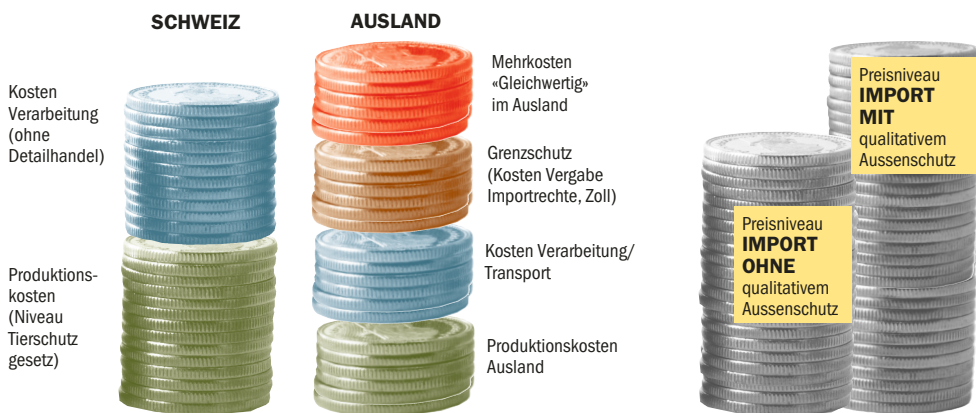 SCHWEIZ
AUSLAND
Kosten
Verarbeitung
(ohne
Detailhandel)
Produktions-
kosten
(Niveau
Tierschutz
gesetz)
Mehrkosten
«Gleichwertig»
im Ausland
Grenzschutz
(Kosten Vergabe
Importrechte, Zoll)
Kosten Verarbeitung/
Transport
Produktionskosten
Ausland
Preisniveau
IMPORT
OHNE
qualitativem
Aussenschutz
Preisniveau
IMPORT
MIT
qualitativem
Aussenschutz